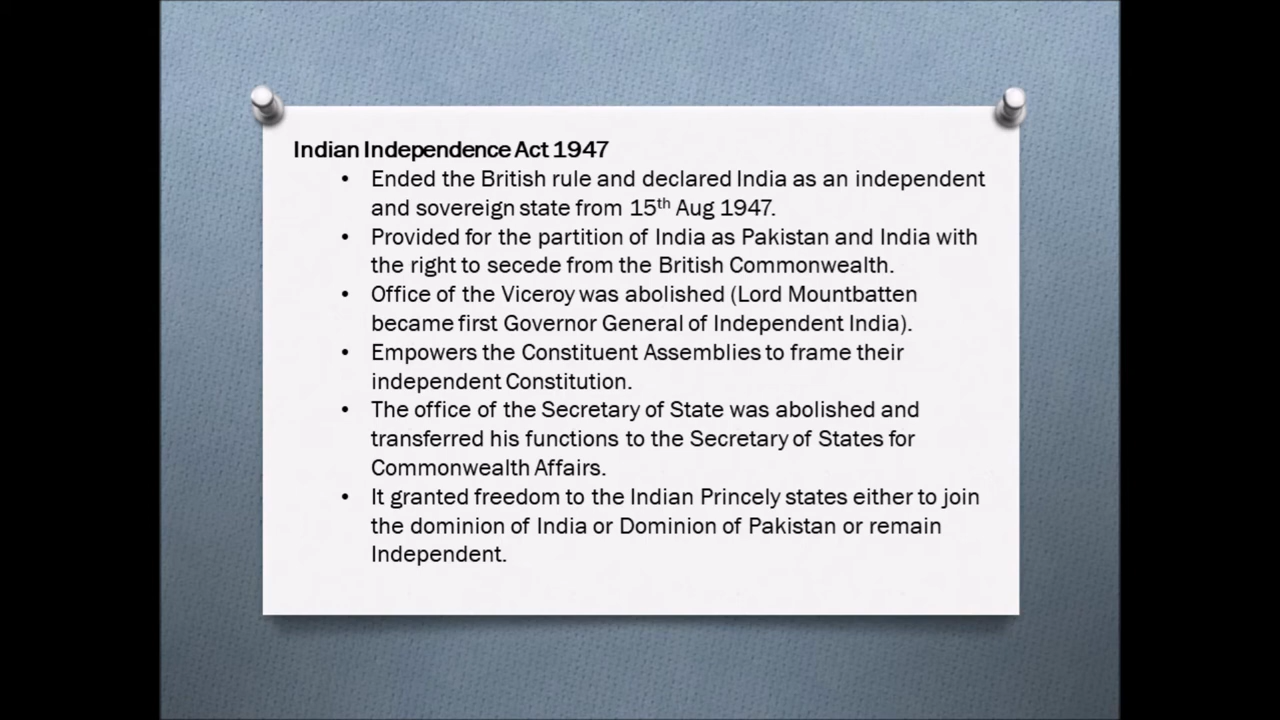 Indian Independence Act 1947
• Ended the British rule and declared India as an independent
and sovereign state from 15th Aug 1947.
• Provided for the partition of India as Pakistan and India with
the right to secede from the British Commonwealth.
• Office of the Viceroy was abolished (Lord Mountbatten
became first Governor General of Independent India).
• Empowers the Constituent Assemblies to frame their
independent Constitution.
• The office of the Secretary of State was abolished and
transferred his functions to the Secretary of States for
Commonwealth Affairs.
• It granted freedom to the Indian Princely states either to join
the dominion of India or Dominion of Pakistan or remain
Independent.